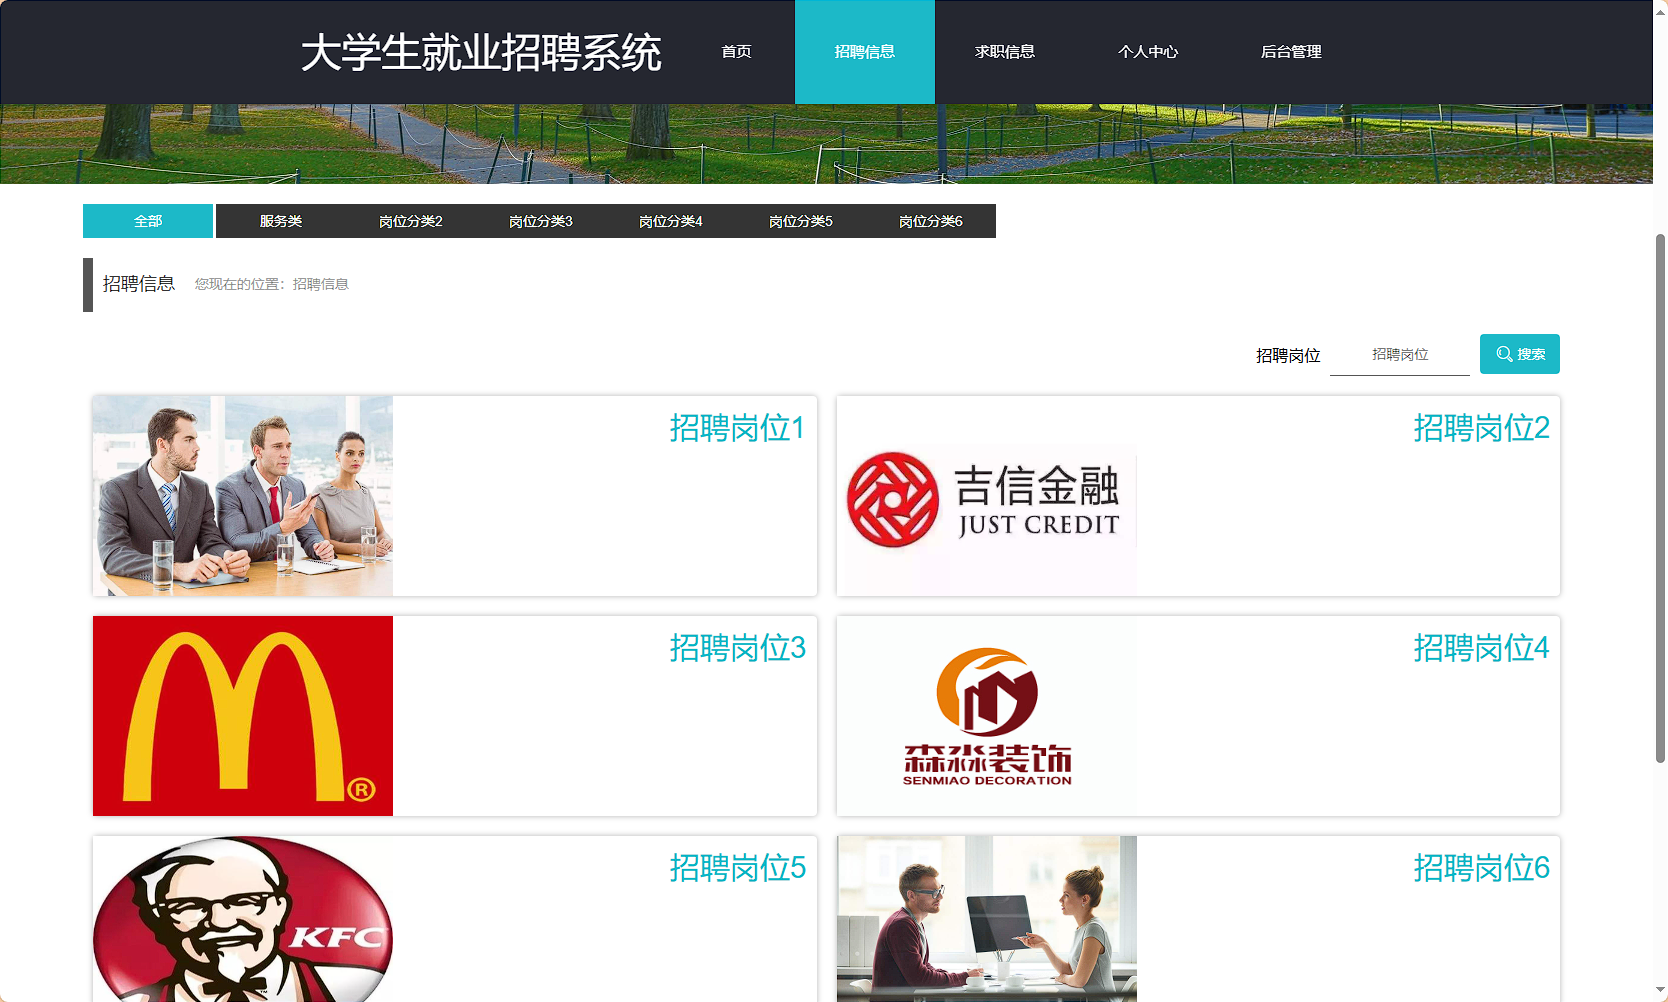 大学生就业招聘系统 首页 招聘信息 求职信息 个人中心 后台管理
全部 服务类 岗位分类2 岗位分类3 岗位分类4 岗位分类5 岗位分类6
招聘信息 您现在的位置：招聘信息
招聘岗位 招聘岗位 搜索
招聘岗位1
招聘岗位2
吉信金融
JUST CREDIT
招聘岗位3
®
招聘岗位4
森淼装饰
SENMIAO DECORATION
招聘岗位5
KFC
TM
招聘岗位6